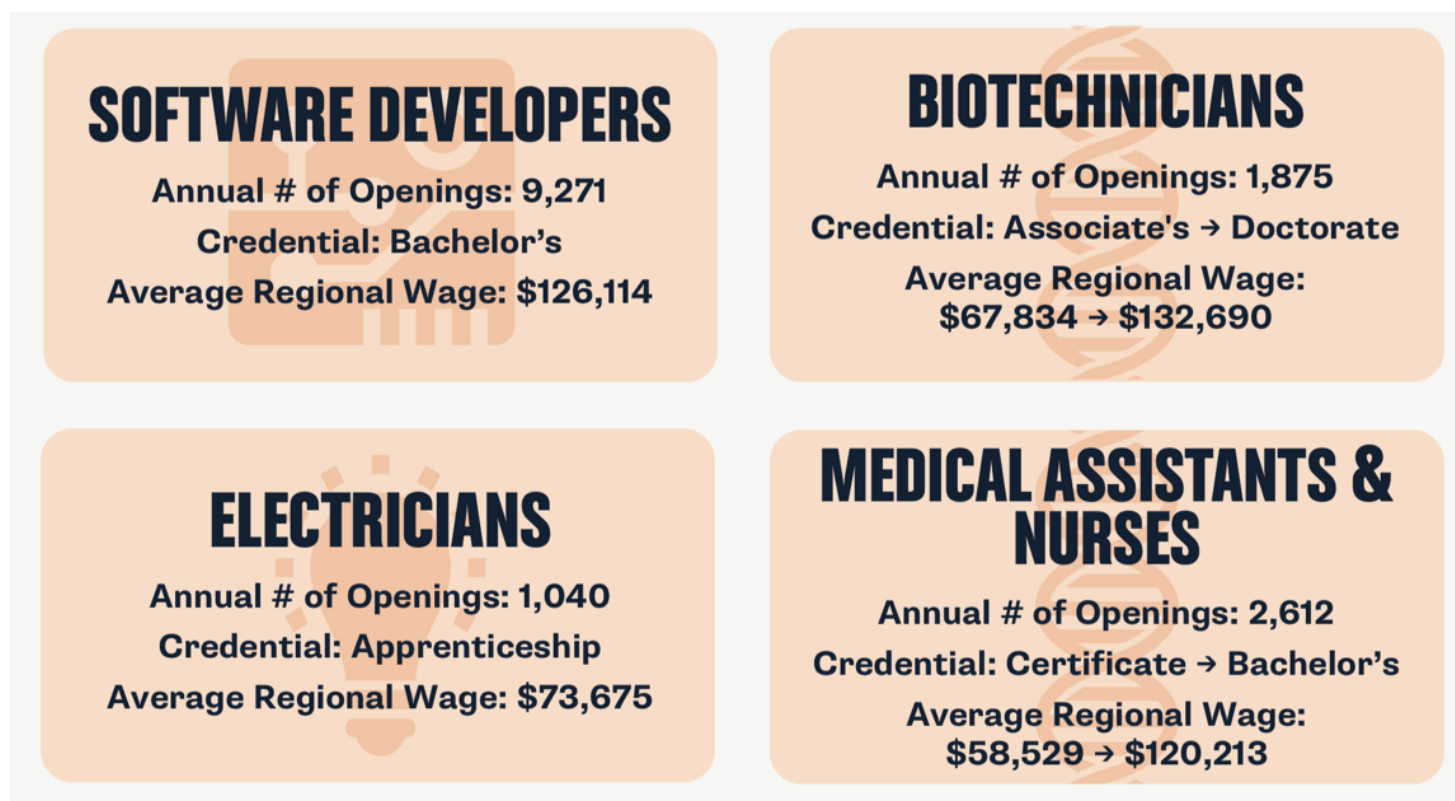 SOFTWARE DEVELOPERS
Annual # of Openings: 9,271
Credential: Bachelor’s
Average Regional Wage: $126,114
BIOTECHNICIANS
Annual # of Openings: 1,875
Credential: Associate's → Doctorate
Average Regional Wage:
$67,834 → $132,690
ELECTRICIANS
Annual # of Openings: 1,040
Credential: Apprenticeship
Average Regional Wage: $73,675
MEDICAL ASSISTANTS &
NURSES
Annual # of Openings: 2,612
Credential: Certificate → Bachelor’s
Average Regional Wage:
$58,529 → $120,213